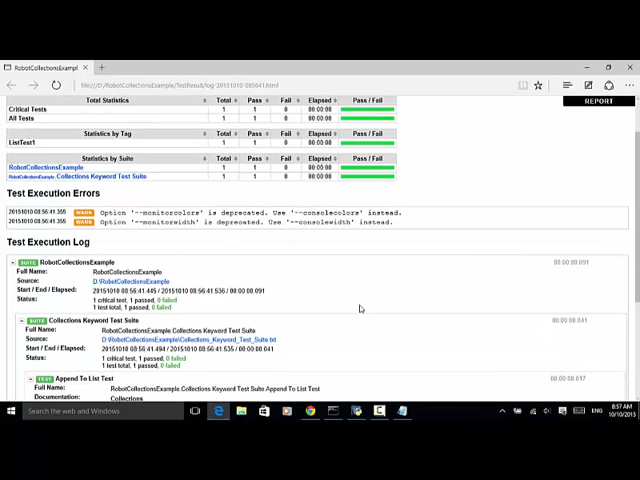 RobotCollectionsExampl
file:///D:/RobotCollectionsExample/TestResult/log-20151010-085641.html
REPORT
Total Statistics Total Pass Fail Elapsed Pass / Fail
Critical Tests 1 1 0 00:00:00
All Tests 1 1 0 00:00:00
Statistics by Tag Total Pass Fail Elapsed Pass / Fail
ListTest1 1 1 0 00:00:00
Statistics by Suite Total Pass Fail Elapsed Pass / Fail
RobotCollectionsExample 1 1 0 00:00:00
RobotCollectionsExample.Collections Keyword Test Suite 1 1 0 00:00:00
Test Execution Errors
20151010 08:56:41.355 WARN Option '--monitorcolors' is deprecated. Use '--consolecolors' instead.
20151010 08:56:41.355 WARN Option '--monitorwidth' is deprecated. Use '--consolewidth' instead.
Test Execution Log
- SUITE RobotCollectionsExample 00:00:00.091
Full Name: RobotCollectionsExample
Source: D:\RobotCollectionsExample
Start / End / Elapsed: 20151010 08:56:41.445 / 20151010 08:56:41.536 / 00:00:00.091
Status: 1 critical test, 1 passed, 0 failed
1 test total, 1 passed, 0 failed
- SUITE Collections Keyword Test Suite 00:00:00.041
Full Name: RobotCollectionsExample.Collections Keyword Test Suite
Source: D:\RobotCollectionsExample\Collections_Keyword_Test_Suite.txt
Start / End / Elapsed: 20151010 08:56:41.494 / 20151010 08:56:41.535 / 00:00:00.041
Status: 1 critical test, 1 passed, 0 failed
1 test total, 1 passed, 0 failed
- TEST Append To List Test 00:00:00.017
Full Name: RobotCollectionsExample.Collections Keyword Test Suite.Append To List Test
Documentation: Collections
Search the web and Windows
ENG
8:57 AM
10/10/2015